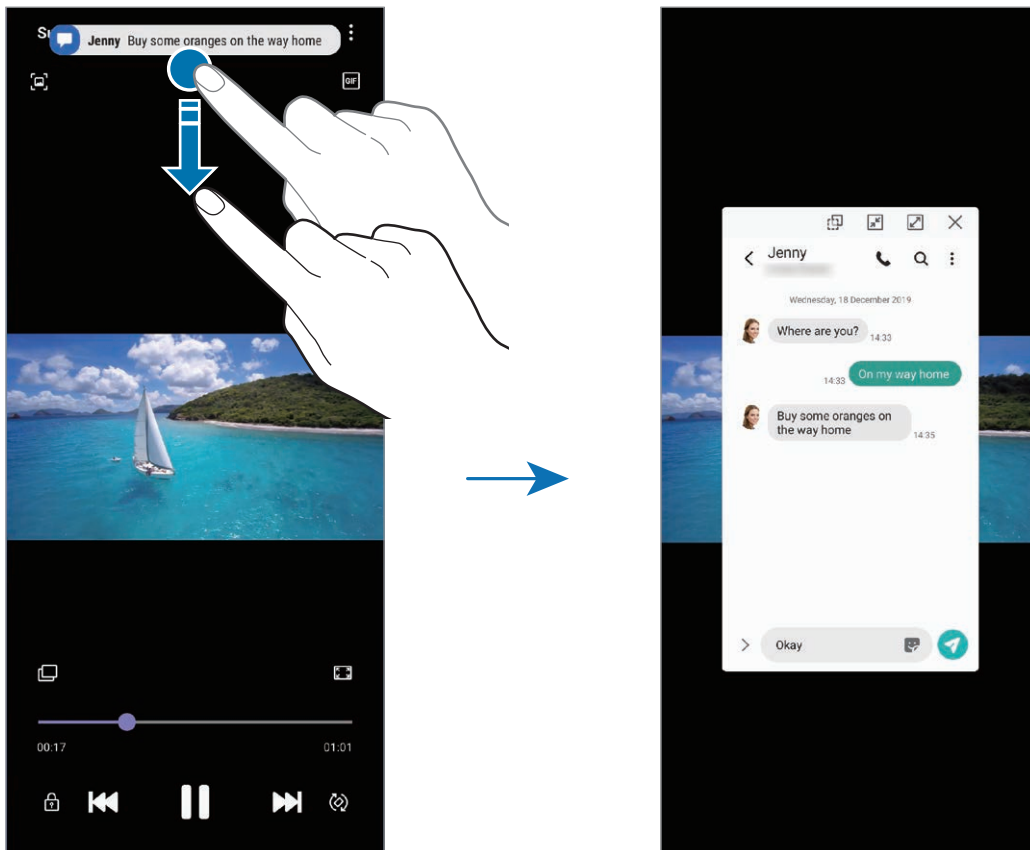 Su
Jenny Buy some oranges on the way home
GIF
00:17
01:01
Jenny
Wednesday, 18 December 2019
Where are you?
14:33
On my way home
14:33
Buy some oranges on
the way home
14:35
Okay